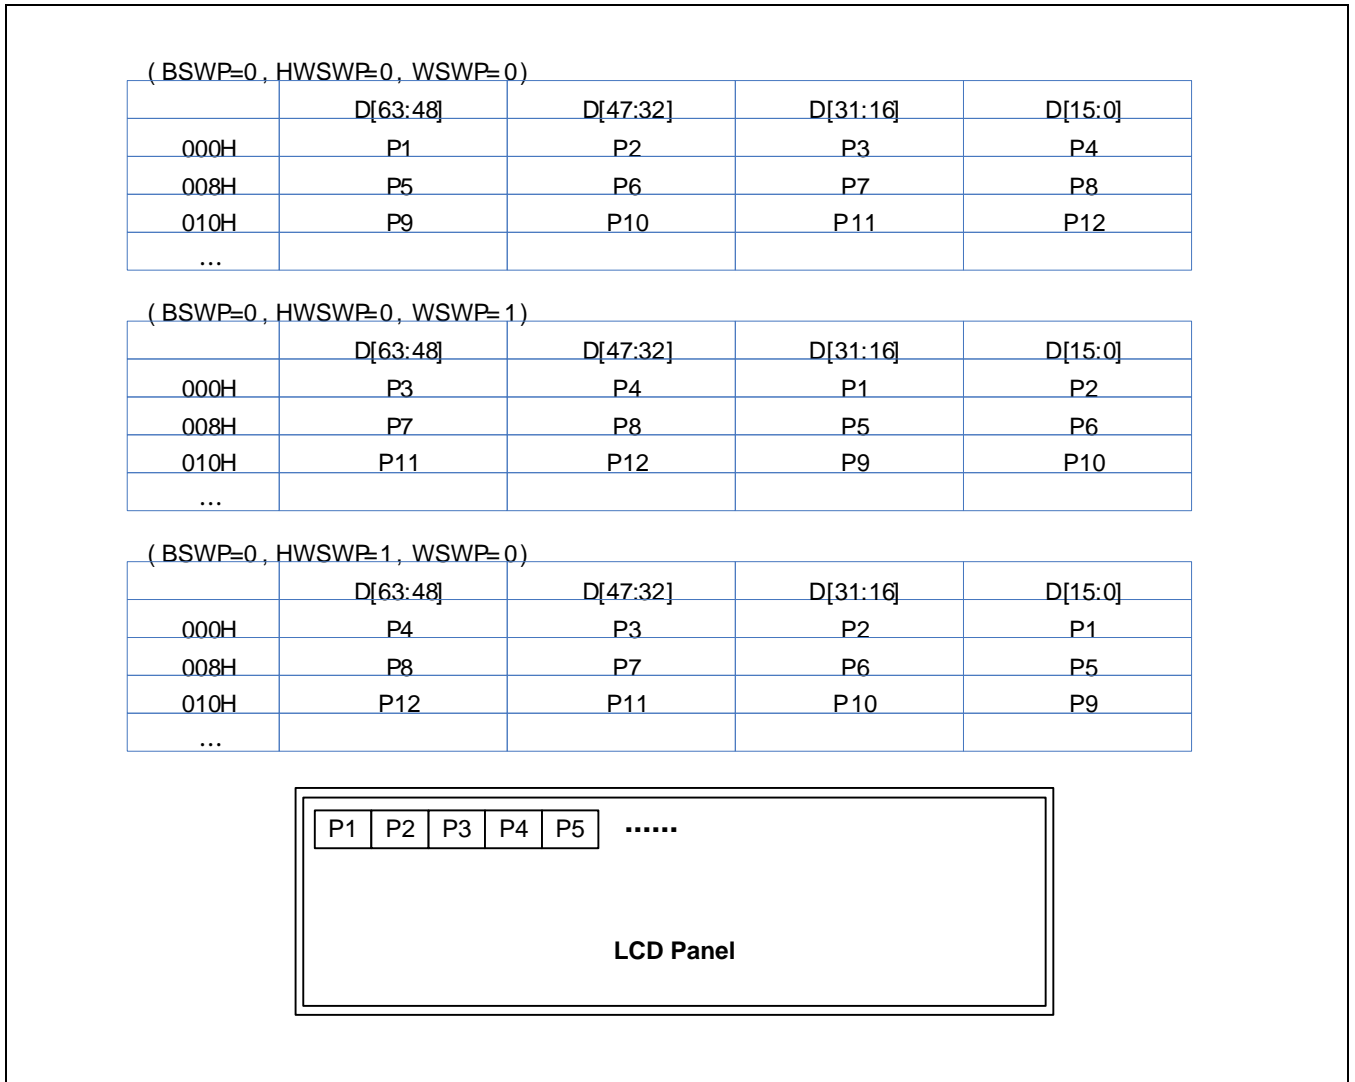 ( BSWP=0 , HWSWP=0, WSWP=0)
D[63:48] D[47:32] D[31:16] D[15:0]
000H P1 P2 P3 P4
008H P5 P6 P7 P8
010H P9 P10 P11 P12
...
( BSWP=0 , HWSWP=0, WSWP=1)
D[63:48] D[47:32] D[31:16] D[15:0]
000H P3 P4 P1 P2
008H P7 P8 P5 P6
010H P11 P12 P9 P10
...
( BSWP=0 , HWSWP=1, WSWP=0)
D[63:48] D[47:32] D[31:16] D[15:0]
000H P4 P3 P2 P1
008H P8 P7 P6 P5
010H P12 P11 P10 P9
...
P1 P2 P3 P4 P5 ......
LCD Panel